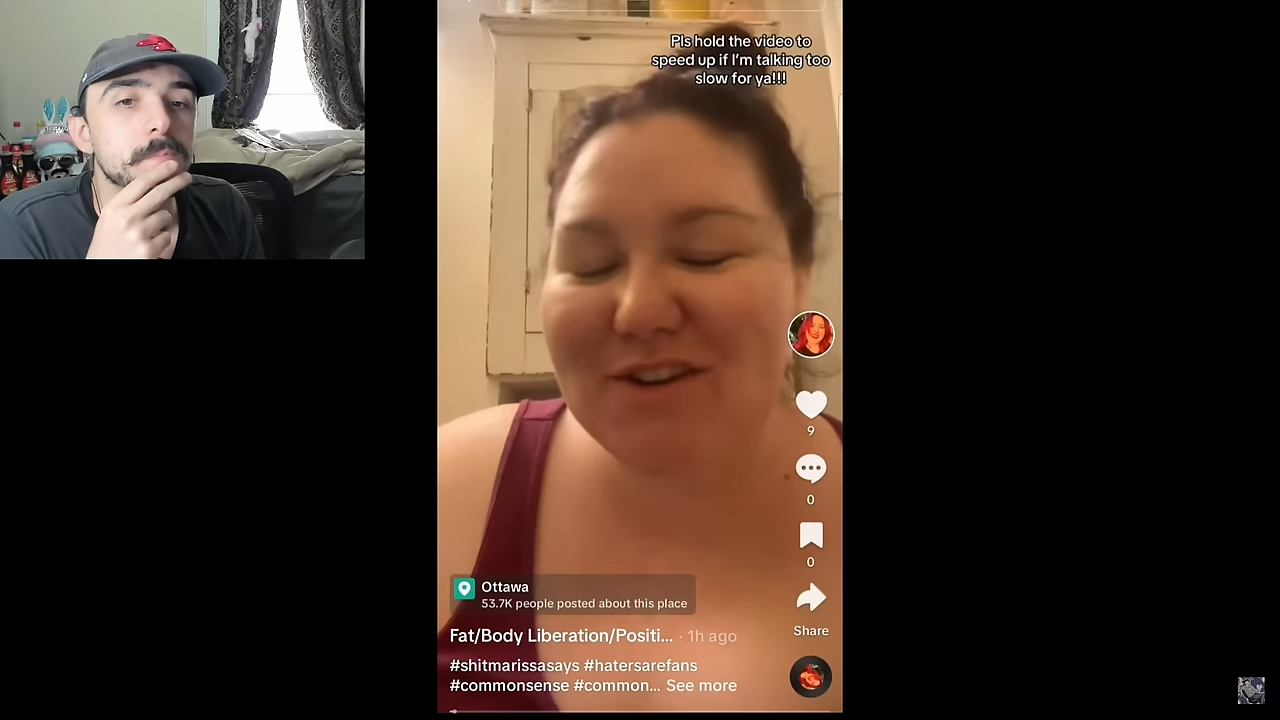 Pls hold the video to
speed up if I'm talking too
slow for ya!!!
9
0
0
Share
Ottawa
53.7K people posted about this place
Fat/Body Liberation/Positi... · 1h ago
#shitmarissasays #hatersarefans
#commonsense #common... See more